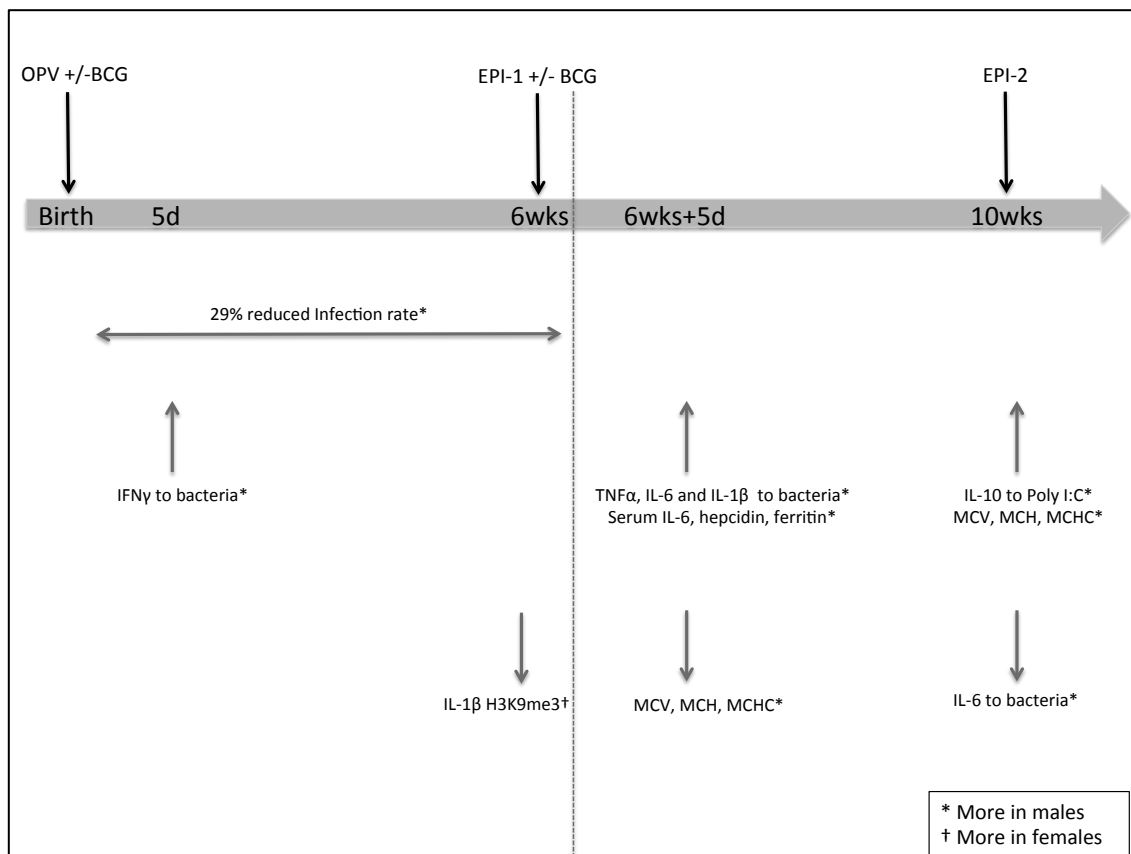 OPV +/-BCG
EPI-1 +/- BCG
EPI-2
Birth
5d
6wks
6wks+5d
10wks
29% reduced Infection rate*
IFNγ to bacteria*
TNFα, IL-6 and IL-1β to bacteria*
Serum IL-6, hepcidin, ferritin*
IL-10 to Poly I:C*
MCV, MCH, MCHC*
IL-1β H3K9me3†
MCV, MCH, MCHC*
IL-6 to bacteria*
* More in males
† More in females